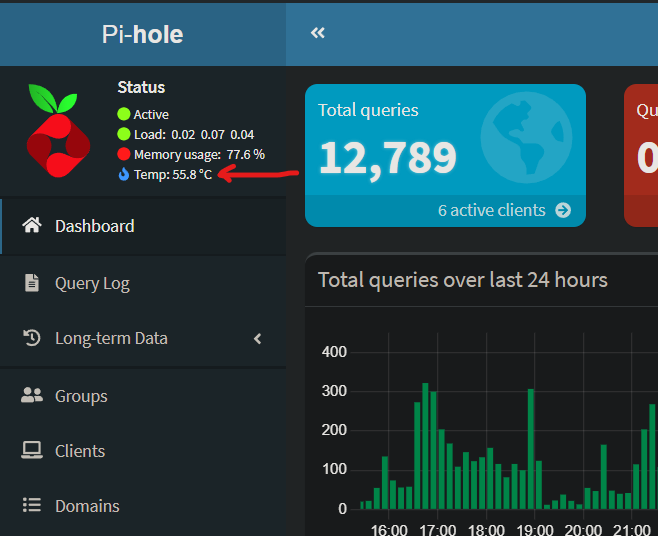 Pi-hole
Status
Active
Load: 0.02 0.07 0.04
Memory usage: 77.6 %
Temp: 55.8 °C
Dashboard
Query Log
Long-term Data
Groups
Clients
Domains
Total queries
12,789
6 active clients
Qu
Total queries over last 24 hours
400
300
200
100
0
16:00 17:00 18:00 19:00 20:00 21:00